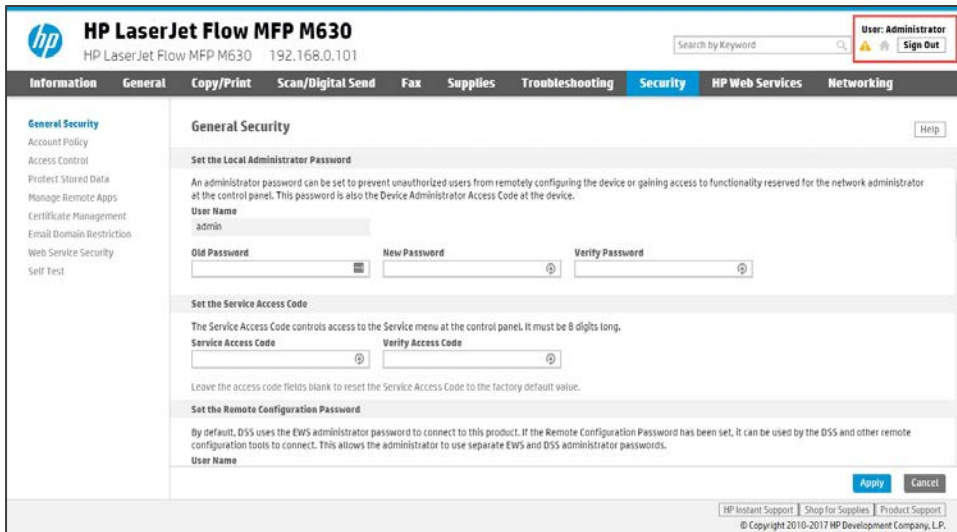 hp
HP LaserJet Flow MFP M630
HP LaserJet Flow MFP M630 192.168.0.101
User: Administrator
Search by Keyword
Sign Out
Information General Copy/Print Scan/Digital Send Fax Supplies Troubleshooting Security HP Web Services Networking
General Security
Account Policy
Access Control
Protect Stored Data
Manage Remote Apps
Certificate Management
Email Domain Restriction
Web Service Security
Self Test
General Security
Help
Set the Local Administrator Password
An administrator password can be set to prevent unauthorized users from remotely configuring the device or gaining access to functionality reserved for the network administrator
at the control panel. This password is also the Device Administrator Access Code at the device.
User Name
admin
Old Password New Password Verify Password
Set the Service Access Code
The Service Access Code controls access to the Service menu at the control panel. It must be 8 digits long.
Service Access Code Verify Access Code
Leave the access code fields blank to reset the Service Access Code to the factory default value.
Set the Remote Configuration Password
By default, DSS uses the EWS administrator password to connect to this product. If the Remote Configuration Password has been set, it can be used by the DSS and other remote
configuration tools to connect. This allows the administrator to use separate EWS and DSS administrator passwords.
User Name
Apply Cancel
HP Instant Support Shop for Supplies Product Support
© Copyright 2010-2017 HP Development Company, L.P.